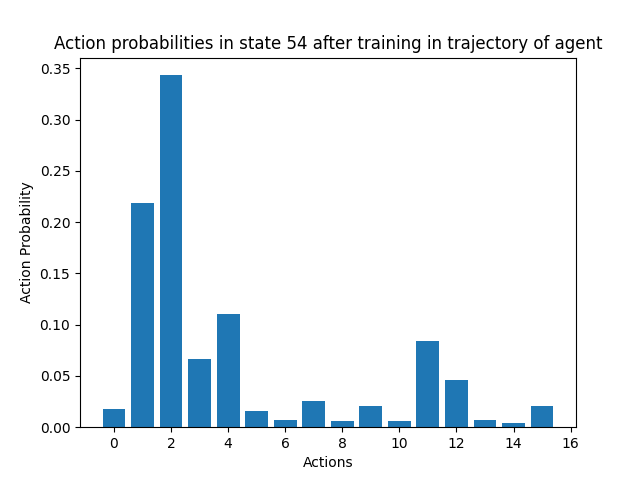 Action probabilities in state 54 after training in trajectory of agent
0.35
0.30
0.25
0.20
0.15
0.10
0.05
0.00
Action Probability
0 2 4 6 8 10 12 14 16
Actions